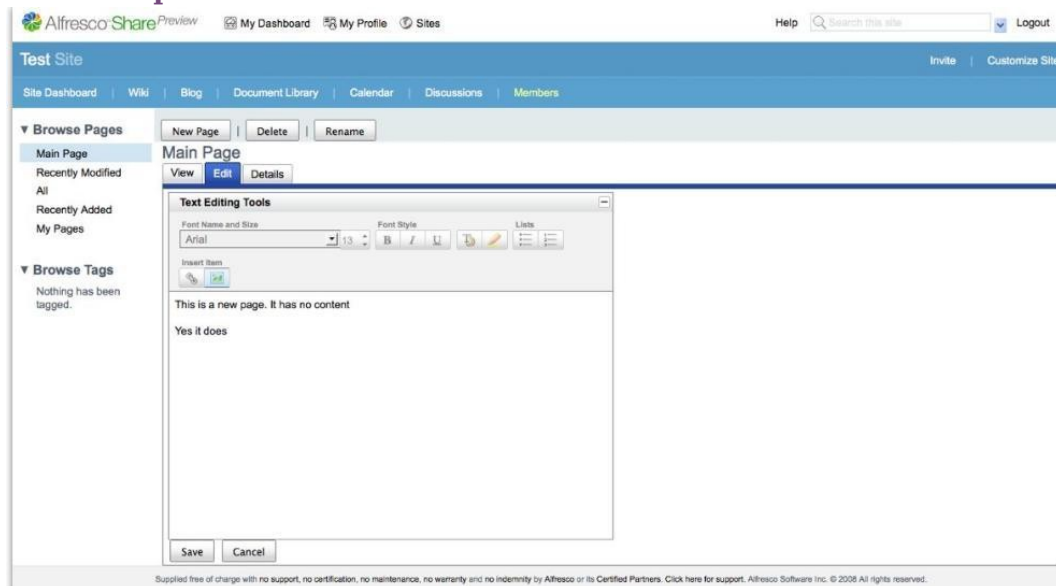 Alfresco Share Preview My Dashboard My Profile Sites Help Search this site Logout
Test Site Invite | Customize Site
Site Dashboard | Wiki | Blog | Document Library | Calendar | Discussions | Members
Browse Pages
Main Page
Recently Modified
All
Recently Added
My Pages
Browse Tags
Nothing has been
tagged.
New Page | Delete | Rename
Main Page
View Edit Details
Text Editing Tools
Font Name and Size Font Style Lists
Arial 13 B I U
Insert Item
This is a new page. It has no content
Yes it does
Save Cancel
Supplied free of charge with no support, no certification, no maintenance, no warranty and no indemnity by Alfresco or its Certified Partners. Click here for support. Alfresco Software Inc. © 2008 All rights reserved.